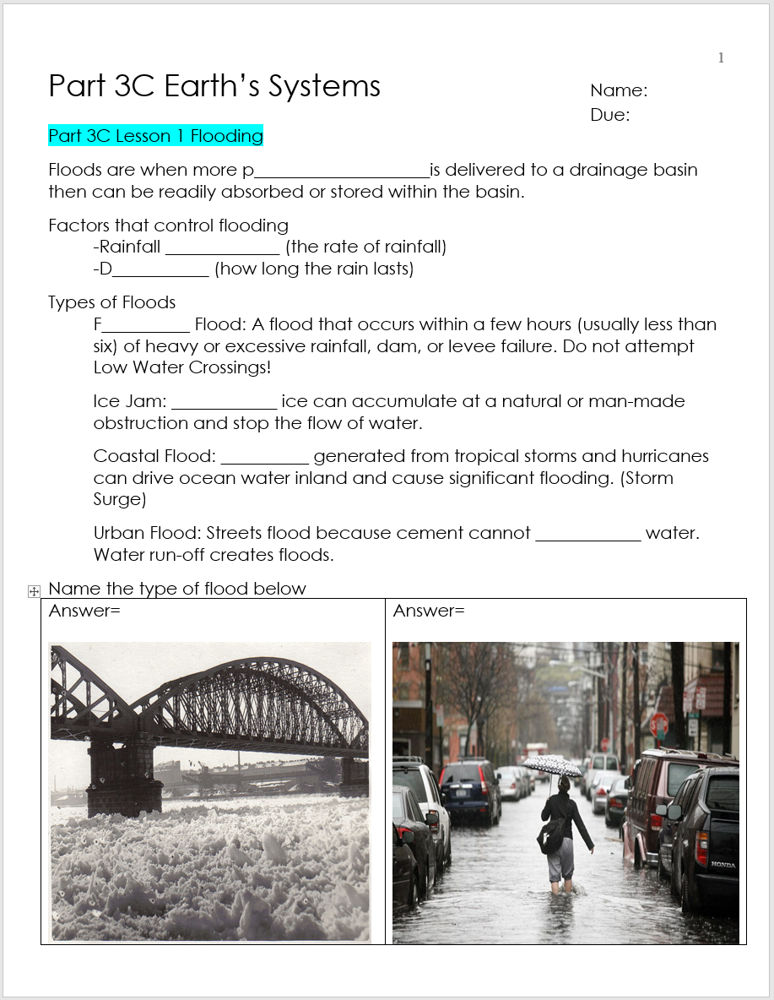 1
Part 3C Earth’s Systems
Name:
Due:
Part 3C Lesson 1 Flooding
Floods are when more p____________________is delivered to a drainage basin
then can be readily absorbed or stored within the basin.
Factors that control flooding
-Rainfall _____________ (the rate of rainfall)
-D___________ (how long the rain lasts)
Types of Floods
F__________ Flood: A flood that occurs within a few hours (usually less than
six) of heavy or excessive rainfall, dam, or levee failure. Do not attempt
Low Water Crossings!
Ice Jam: ____________ ice can accumulate at a natural or man-made
obstruction and stop the flow of water.
Coastal Flood: __________ generated from tropical storms and hurricanes
can drive ocean water inland and cause significant flooding. (Storm
Surge)
Urban Flood: Streets flood because cement cannot ____________ water.
Water run-off creates floods.
Name the type of flood below
Answer=
Answer=
HONDA